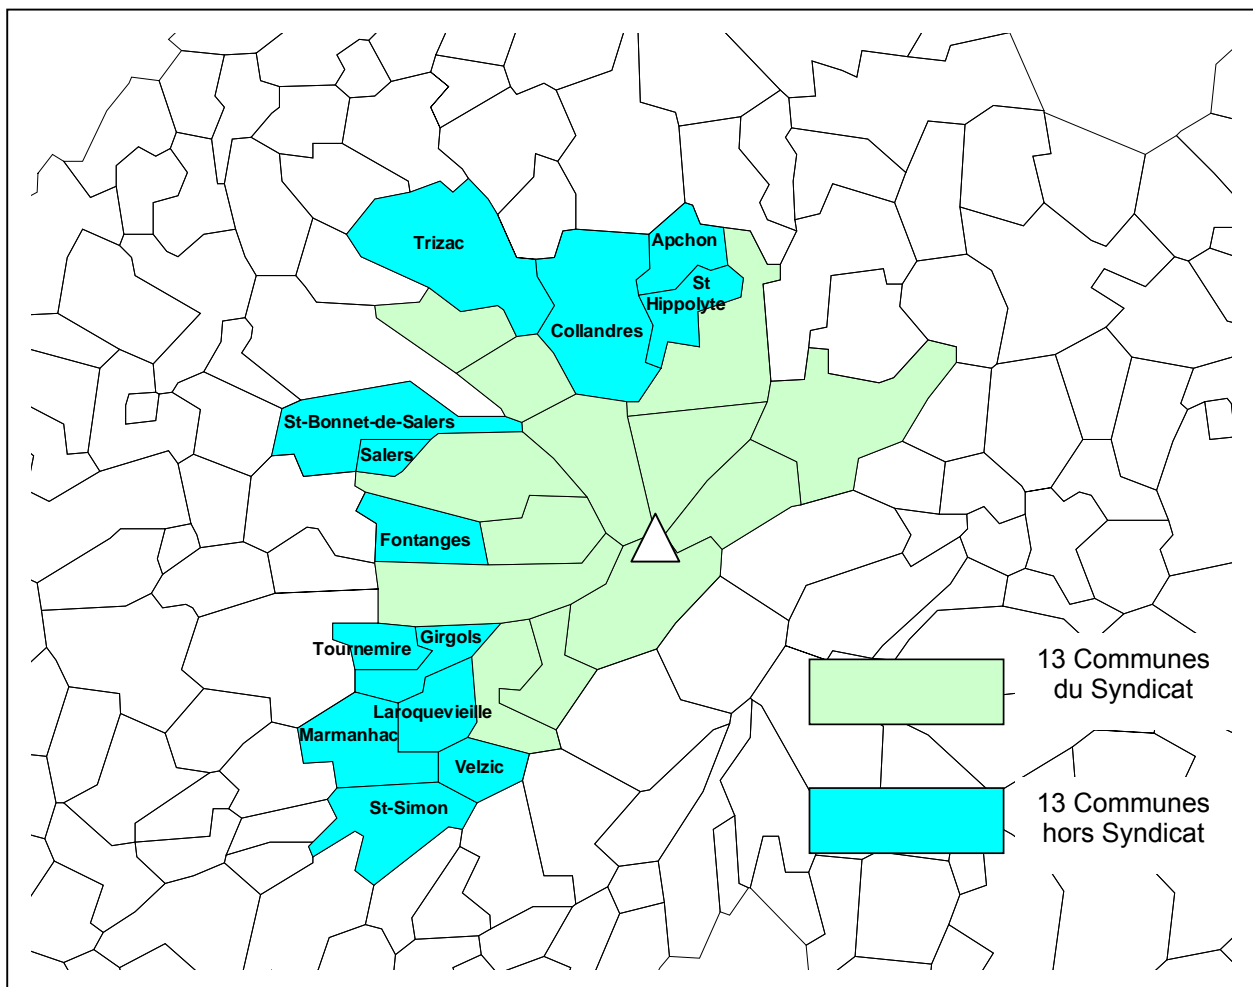 Trizac
Apchon
St
Hippolyte
Collandres
St-Bonnet-de-Salers
Salers
Fontanges
Tournemire
Girgols
Laroquevieille
Marmanhac
Velzic
St-Simon
13 Communes
du Syndicat
13 Communes
hors Syndicat